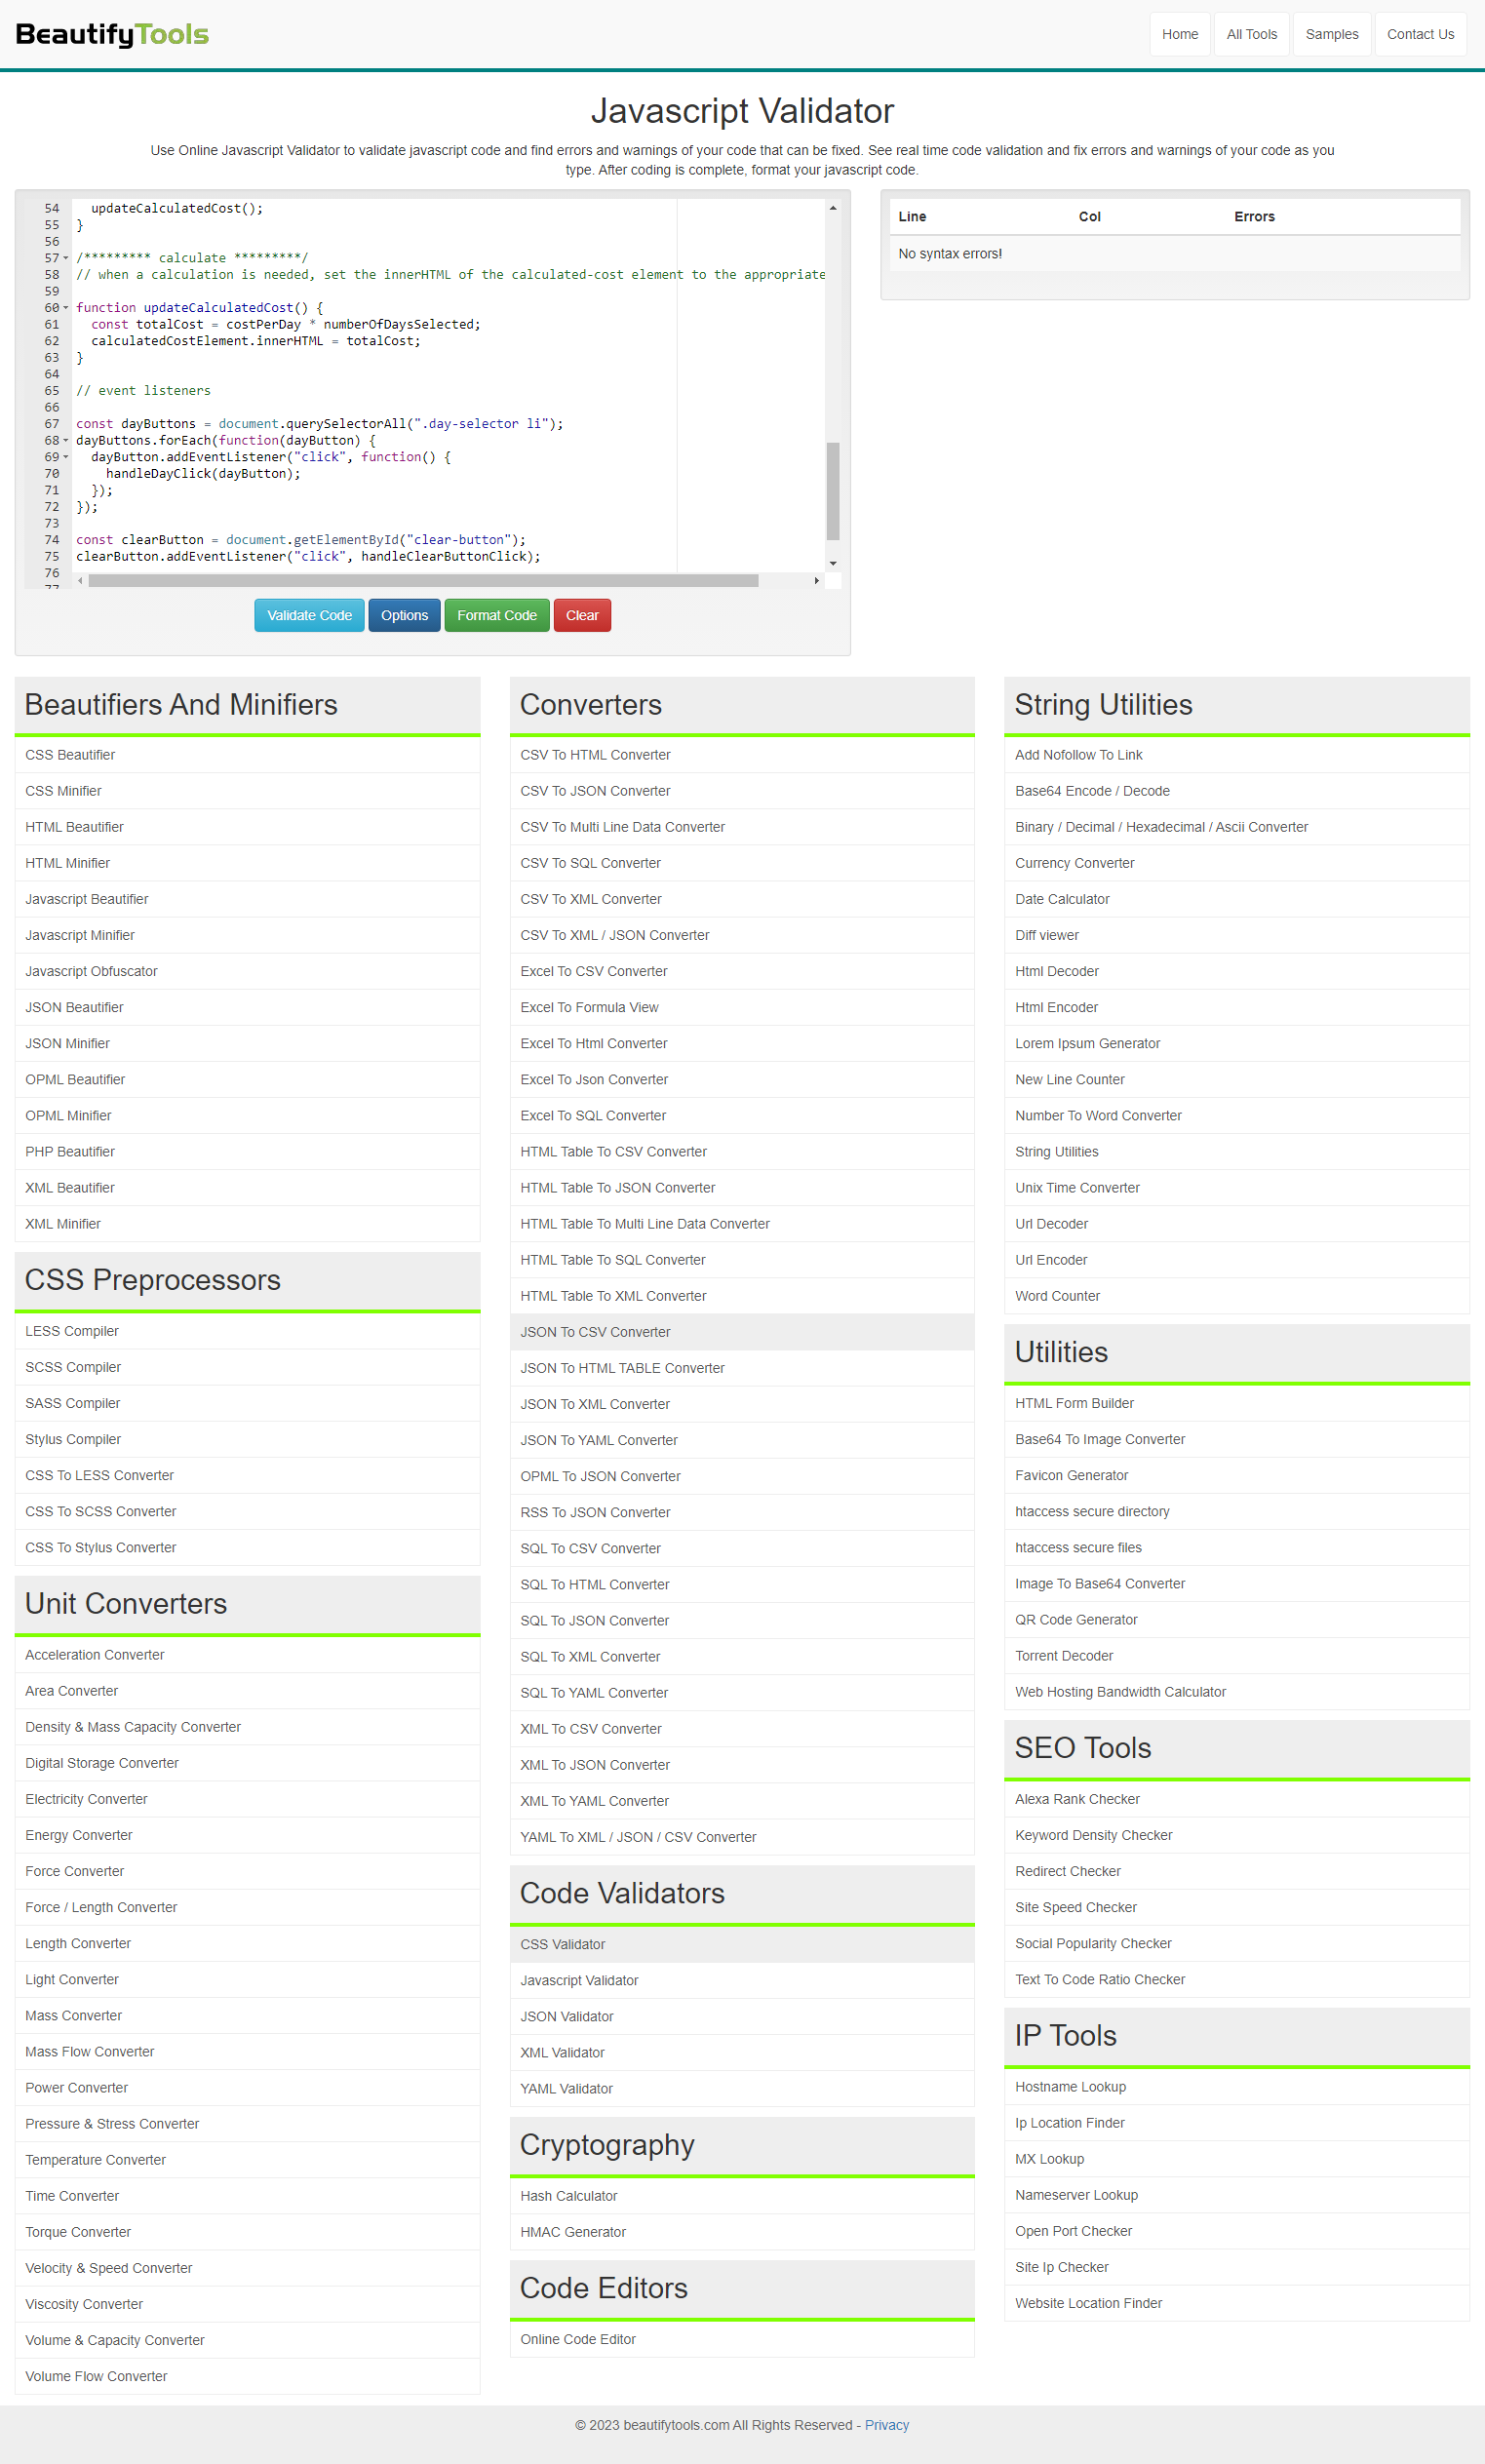 BeautifyTools
Home
All Tools
Samples
Contact Us
Javascript Validator
Use Online Javascript Validator to validate javascript code and find errors and warnings of your code that can be fixed. See real time code validation and fix errors and warnings of your code as you
type. After coding is complete, format your javascript code.
54 updateCalculatedCost();
55 }
56
57 /********* calculate *********/
58 // when a calculation is needed, set the innerHTML of the calculated-cost element to the appropriate
59
60 function updateCalculatedCost() {
61 const totalCost = costPerDay * numberOfDaysSelected;
62 calculatedCostElement.innerHTML = totalCost;
63 }
64
65 // event listeners
66
67 const dayButtons = document.querySelectorAll(".day-selector li");
68 dayButtons.forEach(function(dayButton) {
69 dayButton.addEventListener("click", function() {
70 handleDayClick(dayButton);
71 });
72 });
73
74 const clearButton = document.getElementById("clear-button");
75 clearButton.addEventListener("click", handleClearButtonClick);
76
77
Validate Code
Options
Format Code
Clear
Line Col Errors
No syntax errors!
Beautifiers And Minifiers
CSS Beautifier
CSS Minifier
HTML Beautifier
HTML Minifier
Javascript Beautifier
Javascript Minifier
Javascript Obfuscator
JSON Beautifier
JSON Minifier
OPML Beautifier
OPML Minifier
PHP Beautifier
XML Beautifier
XML Minifier
CSS Preprocessors
LESS Compiler
SCSS Compiler
SASS Compiler
Stylus Compiler
CSS To LESS Converter
CSS To SCSS Converter
CSS To Stylus Converter
Unit Converters
Acceleration Converter
Area Converter
Density & Mass Capacity Converter
Digital Storage Converter
Electricity Converter
Energy Converter
Force Converter
Force / Length Converter
Length Converter
Light Converter
Mass Converter
Mass Flow Converter
Power Converter
Pressure & Stress Converter
Temperature Converter
Time Converter
Torque Converter
Velocity & Speed Converter
Viscosity Converter
Volume & Capacity Converter
Volume Flow Converter
Converters
CSV To HTML Converter
CSV To JSON Converter
CSV To Multi Line Data Converter
CSV To SQL Converter
CSV To XML Converter
CSV To XML / JSON Converter
Excel To CSV Converter
Excel To Formula View
Excel To Html Converter
Excel To Json Converter
Excel To SQL Converter
HTML Table To CSV Converter
HTML Table To JSON Converter
HTML Table To Multi Line Data Converter
HTML Table To SQL Converter
HTML Table To XML Converter
JSON To CSV Converter
JSON To HTML TABLE Converter
JSON To XML Converter
JSON To YAML Converter
OPML To JSON Converter
RSS To JSON Converter
SQL To CSV Converter
SQL To HTML Converter
SQL To JSON Converter
SQL To XML Converter
SQL To YAML Converter
XML To CSV Converter
XML To JSON Converter
XML To YAML Converter
YAML To XML / JSON / CSV Converter
Code Validators
CSS Validator
Javascript Validator
JSON Validator
XML Validator
YAML Validator
Cryptography
Hash Calculator
HMAC Generator
Code Editors
Online Code Editor
String Utilities
Add Nofollow To Link
Base64 Encode / Decode
Binary / Decimal / Hexadecimal / Ascii Converter
Currency Converter
Date Calculator
Diff viewer
Html Decoder
Html Encoder
Lorem Ipsum Generator
New Line Counter
Number To Word Converter
String Utilities
Unix Time Converter
Url Decoder
Url Encoder
Word Counter
Utilities
HTML Form Builder
Base64 To Image Converter
Favicon Generator
htaccess secure directory
htaccess secure files
Image To Base64 Converter
QR Code Generator
Torrent Decoder
Web Hosting Bandwidth Calculator
SEO Tools
Alexa Rank Checker
Keyword Density Checker
Redirect Checker
Site Speed Checker
Social Popularity Checker
Text To Code Ratio Checker
IP Tools
Hostname Lookup
Ip Location Finder
MX Lookup
Nameserver Lookup
Open Port Checker
Site Ip Checker
Website Location Finder
© 2023 beautifytools.com All Rights Reserved - Privacy